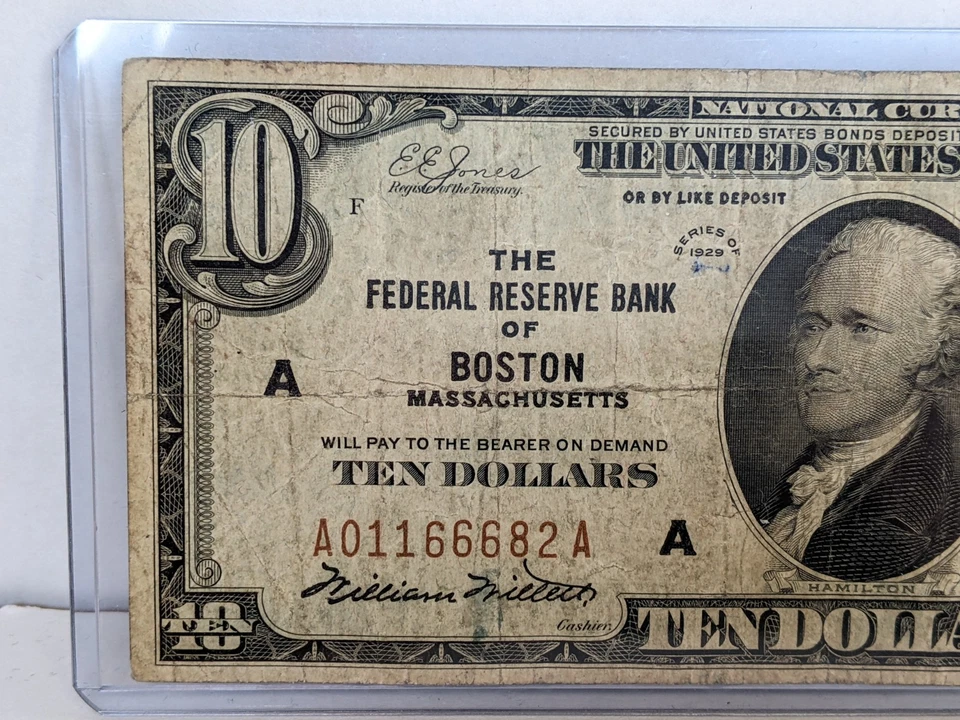 NATIONAL CUR
SECURED BY UNITED STATES BONDS DEPOSIT
THE UNITED STATES
OR BY LIKE DEPOSIT
10
E.E. Jones
Register of the Treasury.
F
SERIES OF
1929
THE
FEDERAL RESERVE BANK
OF
BOSTON
A
MASSACHUSETTS
WILL PAY TO THE BEARER ON DEMAND
TEN DOLLARS
A01166682A
A
William Willett
Cashier.
HAMILTON
10
TEN
TEN DOLLA